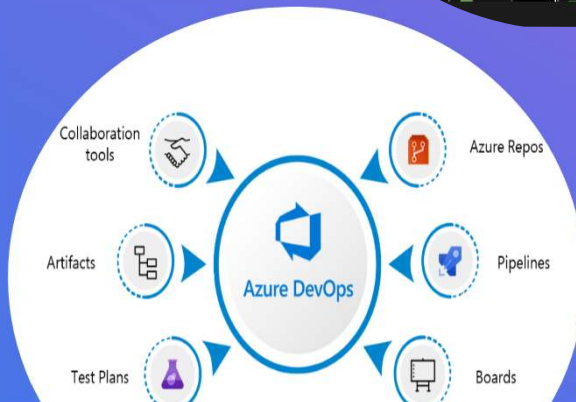 Collaboration
tools
Azure Repos
Artifacts
Azure DevOps
Pipelines
Test Plans
Boards